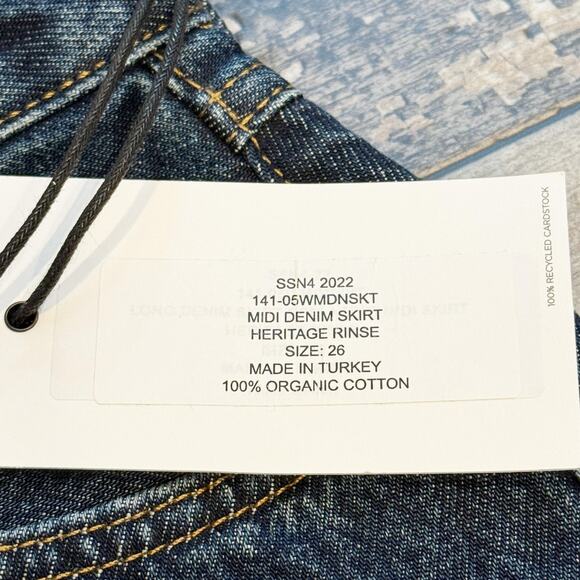 SSN4 2022
141-05WMDNSKT
MIDI DENIM SKIRT
HERITAGE RINSE
SIZE: 26
MADE IN TURKEY
100% ORGANIC COTTON
100% RECYCLED CARDSTOCK